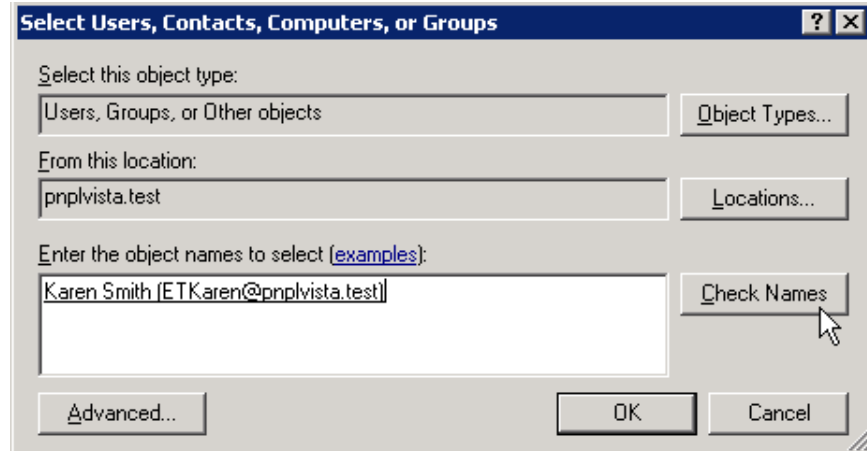 Select Users, Contacts, Computers, or Groups
Select this object type:
Users, Groups, or Other objects
Object Types...
From this location:
pnplvista.test
Locations...
Enter the object names to select (examples):
Karen Smith (ETKaren@pnplvista.test)
Check Names
Advanced...
OK
Cancel